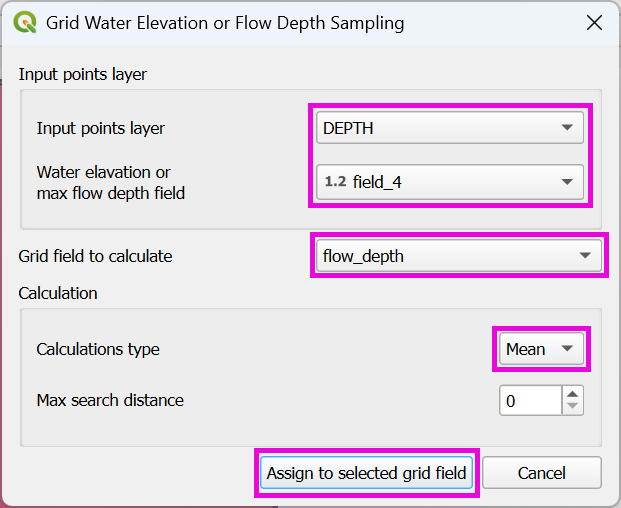 Grid Water Elevation or Flow Depth Sampling
Input points layer
Input points layer
DEPTH
Water elavation or
max flow depth field
1.2 field_4
Grid field to calculate
flow_depth
Calculation
Calculations type
Mean
Max search distance
0
Assign to selected grid field
Cancel